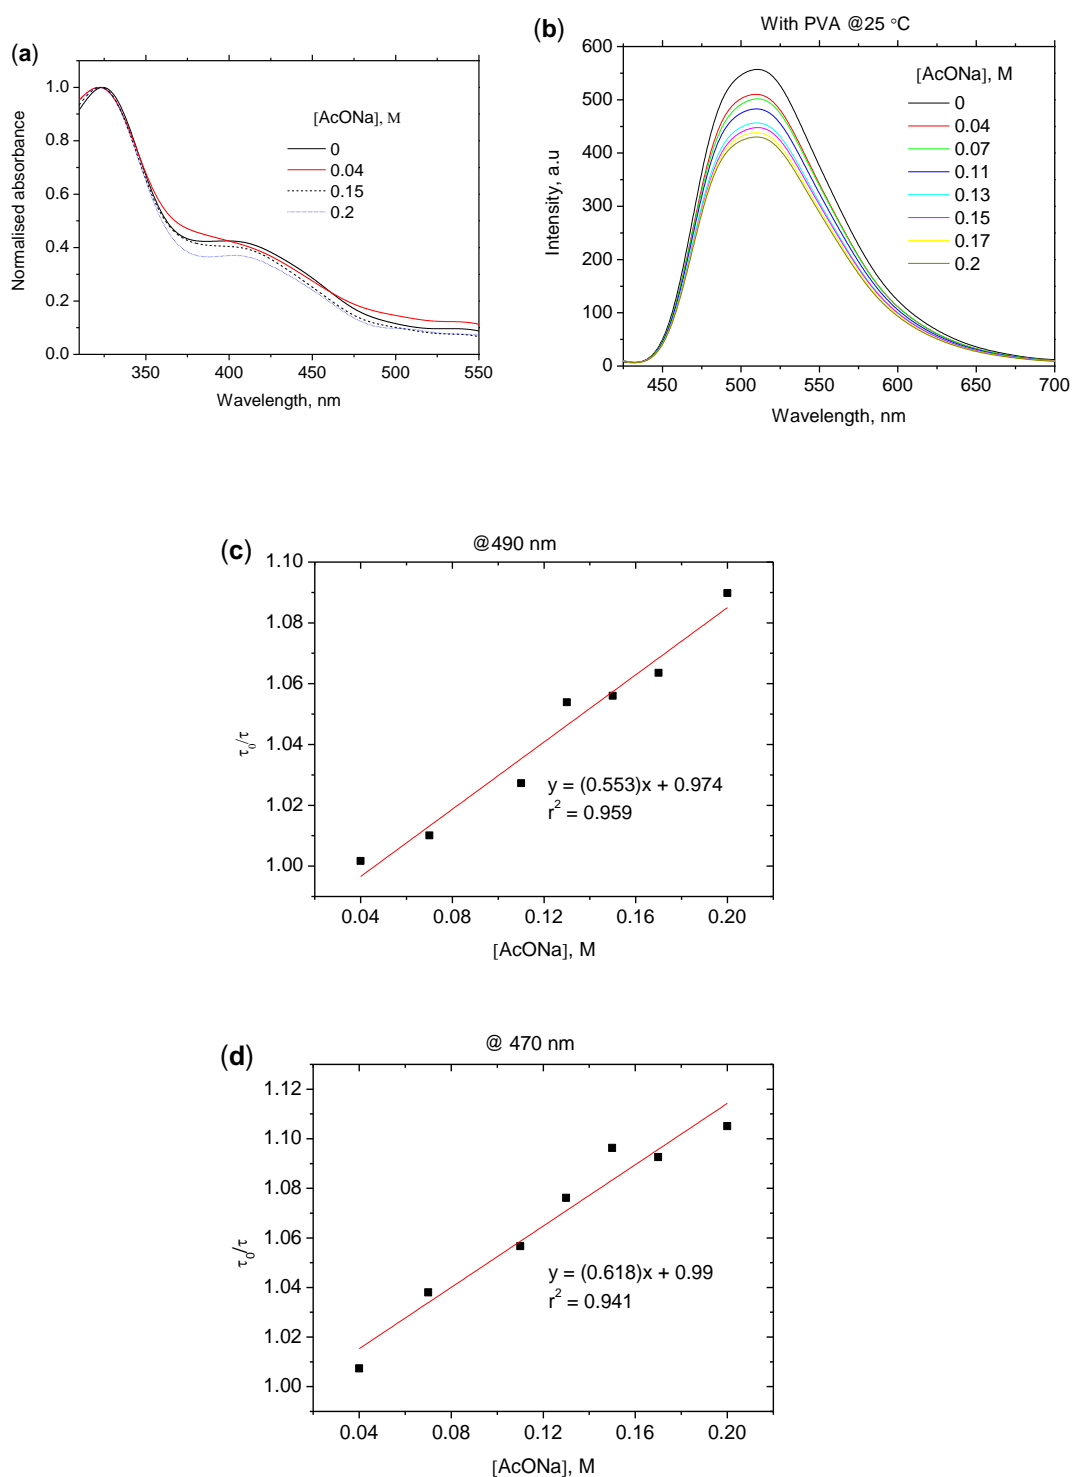 (a)
1.0
0.8
0.6
0.4
0.2
0.0
Normalised absorbance
[AcONa], M
0
0.04
0.15
0.2
350 400 450 500 550
Wavelength, nm
(b)
With PVA @25 °C
600
500
400
300
200
100
0
Intensity, a.u
[AcONa], M
0
0.04
0.07
0.11
0.13
0.15
0.17
0.2
450 500 550 600 650 700
Wavelength, nm
(c)
@490 nm
1.10
1.08
1.06
1.04
1.02
1.00
τ₀/τ
y = (0.553)x + 0.974
r² = 0.959
0.04 0.08 0.12 0.16 0.20
[AcONa], M
(d)
@ 470 nm
1.12
1.10
1.08
1.06
1.04
1.02
1.00
τ₀/τ
y = (0.618)x + 0.99
r² = 0.941
0.04 0.08 0.12 0.16 0.20
[AcONa], M